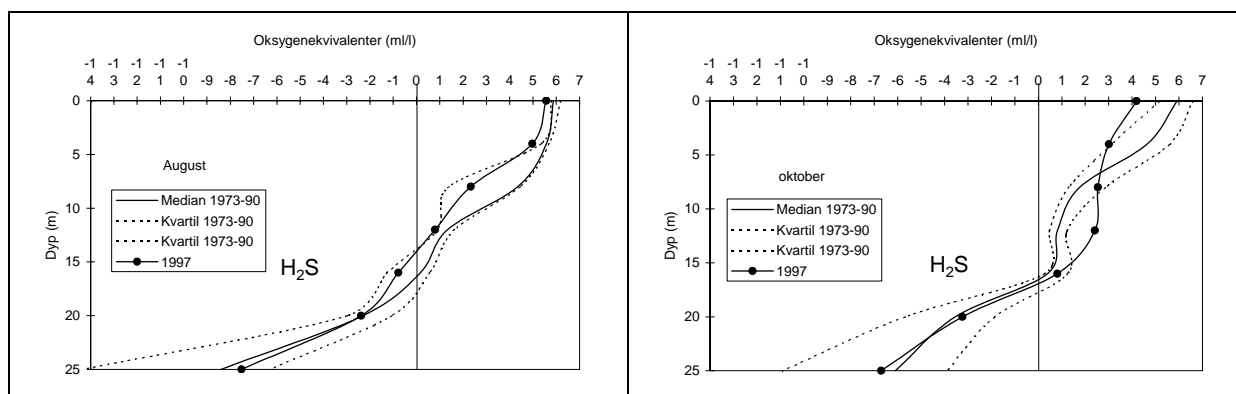 Oksygenekvivalenter (ml/l)
-1 -1 -1
4 3 2 1 0 -9 -8 -7 -6 -5 -4 -3 -2 -1 0 1 2 3 4 5 6 7
0
5
10
15
20
25
Dyp (m)
August
Median 1973-90
Kvartil 1973-90
Kvartil 1973-90
1997
H₂S
Oksygenekvivalenter (ml/l)
-1 -1 -1
4 3 2 1 0 -9 -8 -7 -6 -5 -4 -3 -2 -1 0 1 2 3 4 5 6 7
0
5
10
15
20
25
Dyp (m)
oktober
Median 1973-90
Kvartil 1973-90
Kvartil 1973-90
1997
H₂S